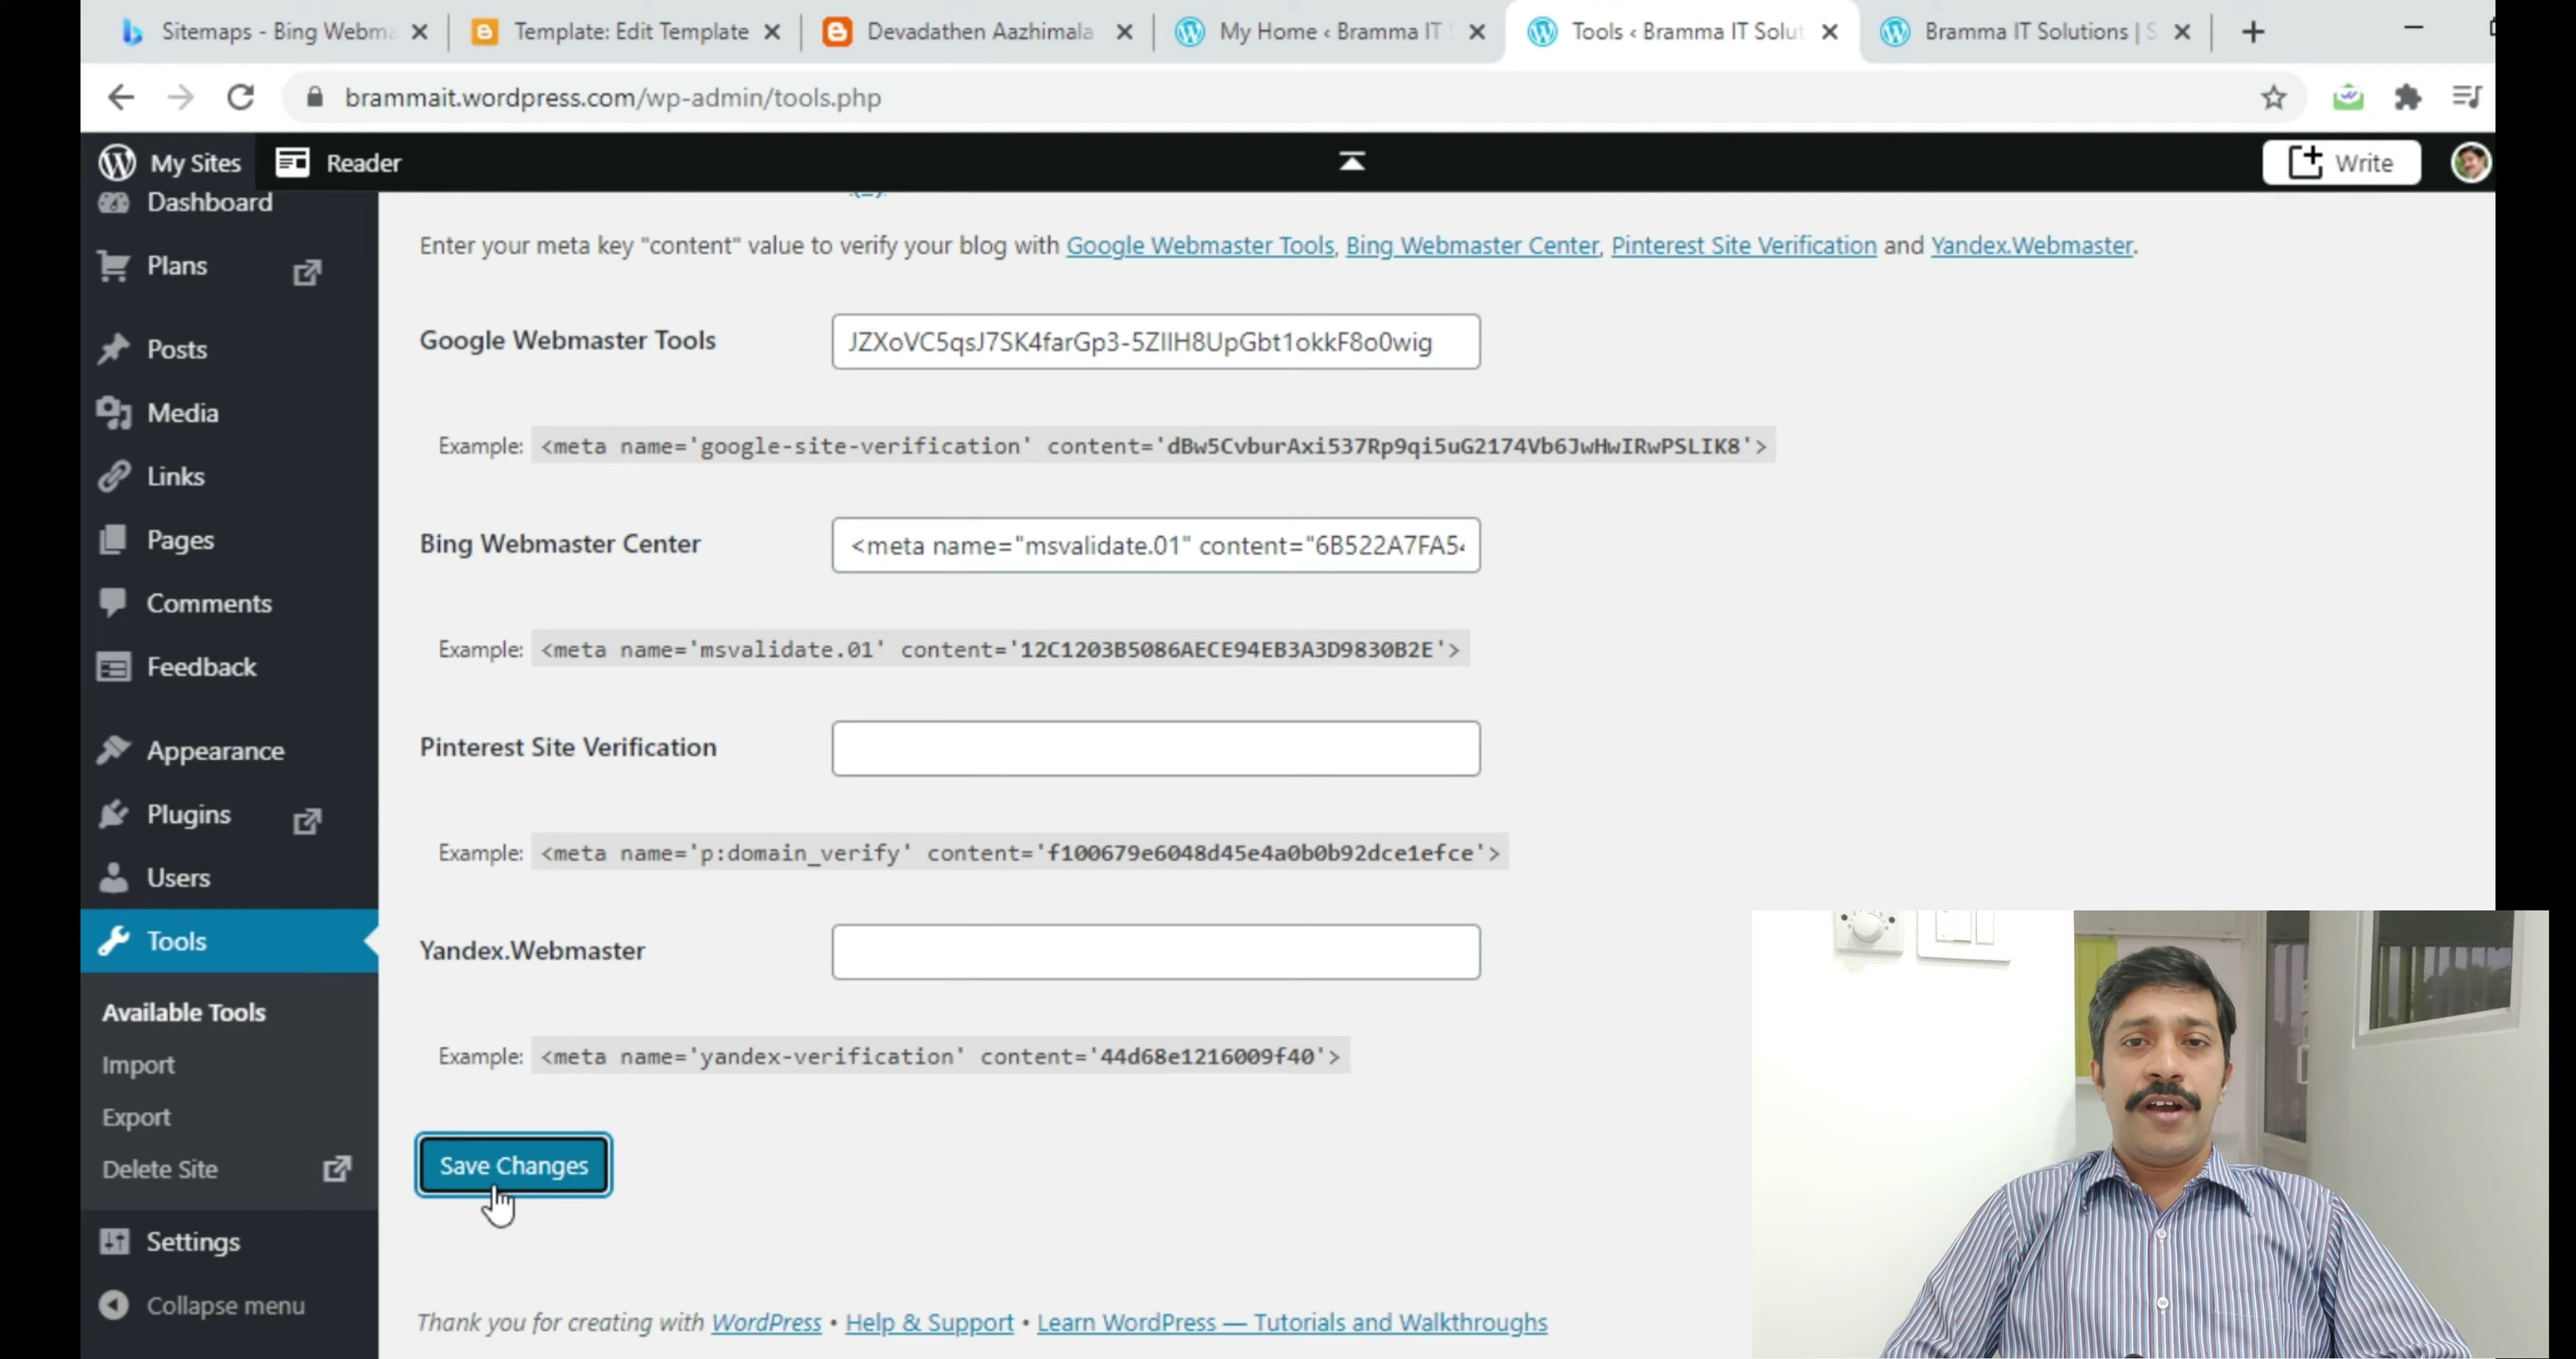 Sitemaps - Bing Webma
Template: Edit Template
Devadathen Aazhimala
My Home ‹ Bramma IT S
Tools ‹ Bramma IT Solut
Bramma IT Solutions | S
brammait.wordpress.com/wp-admin/tools.php
My Sites
Reader
Write
Dashboard
Plans
Posts
Media
Links
Pages
Comments
Feedback
Appearance
Plugins
Users
Tools
Available Tools
Import
Export
Delete Site
Settings
Collapse menu
Enter your meta key "content" value to verify your blog with Google Webmaster Tools, Bing Webmaster Center, Pinterest Site Verification and Yandex.Webmaster.
Google Webmaster Tools
JZXoVC5qsJ7SK4farGp3-5ZIIH8UpGbt1okkF8o0wig
Example: <meta name='google-site-verification' content='dBw5CvburAxi537Rp9qi5uG2174Vb6JwHwIRwPSLIK8'>
Bing Webmaster Center
<meta name="msvalidate.01" content="6B522A7FA54
Example: <meta name='msvalidate.01' content='12C1203B5086AECE94EB3A3D9830B2E'>
Pinterest Site Verification
Example: <meta name='p:domain_verify' content='f100679e6048d45e4a0b0b92dce1efce'>
Yandex.Webmaster
Example: <meta name='yandex-verification' content='44d68e1216009f40'>
Save Changes
Thank you for creating with WordPress • Help & Support • Learn WordPress — Tutorials and Walkthroughs